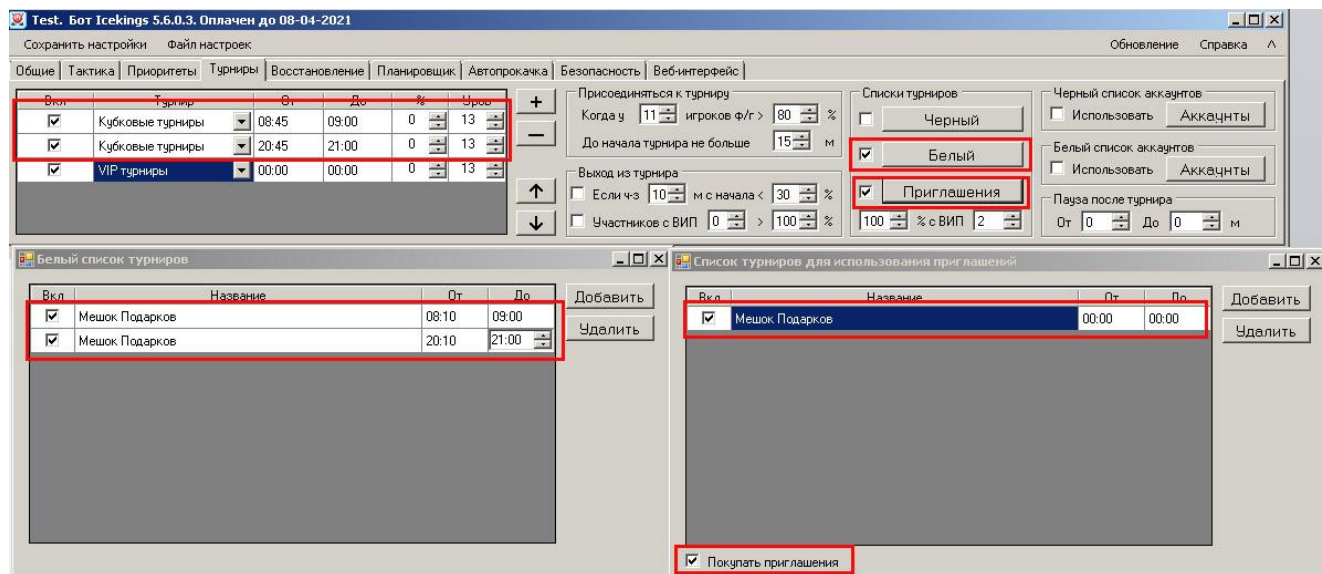 Test. Бот Icekings 5.6.0.3. Оплачен до 08-04-2021
Сохранить настройки Файл настроек Обновление Справка ^
Общие Тактика Приоритеты Турниры Восстановление Планировщик Автопрокачка Безопасность Веб-интерфейс
Вкл Турнир От До % Уров
Кубковые турниры 08:45 09:00 0 13
Кубковые турниры 20:45 21:00 0 13
VIP турниры 00:00 00:00 0 13
+
−
↑
↓
Присоединяться к турниру
Когда у 11 игроков ф/г > 80 %
До начала турнира не больше 15 м
Выход из турнира
Если ч-з 10 м с начала < 30 %
Участников с ВИП 0 > 100 %
Списки турниров
Черный
Белый
Приглашения
100 % с ВИП 2
Черный список аккаунтов
Использовать Аккаунты
Белый список аккаунтов
Использовать Аккаунты
Пауза после турнира
От 0 До 0 м
Белый список турниров
Вкл Название От До
Мешок Подарков 08:10 09:00
Мешок Подарков 20:10 21:00
Добавить
Удалить
Список турниров для использования приглашений
Вкл Название От До
Мешок Подарков 00:00 00:00
Добавить
Удалить
Покупать приглашения